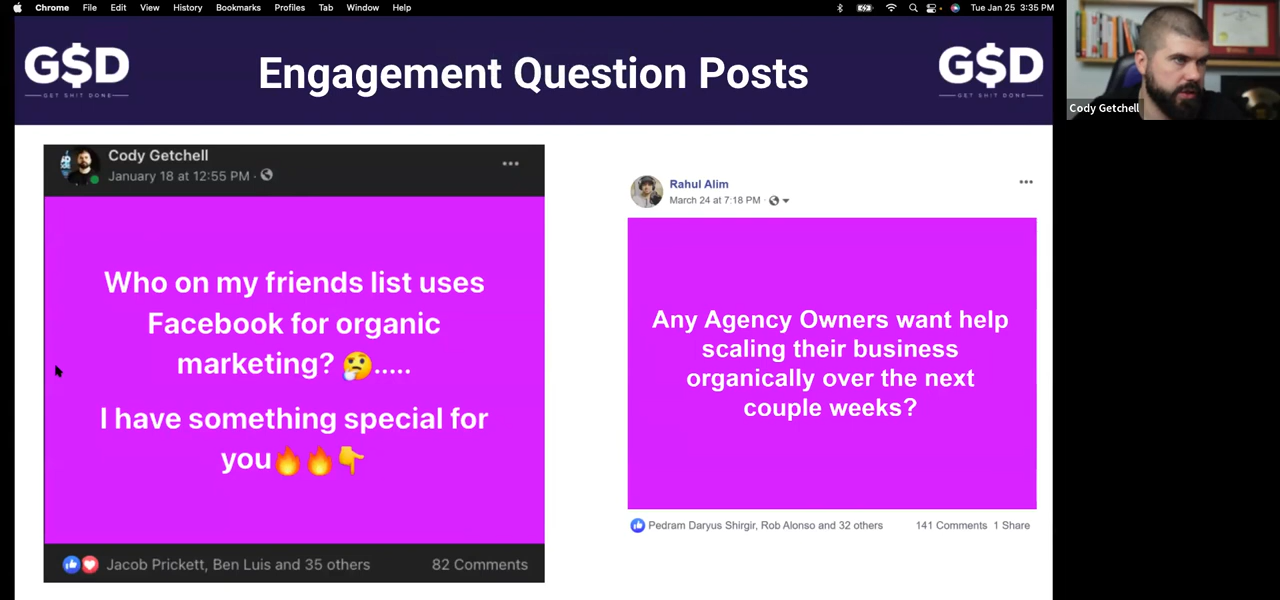 Chrome File Edit View History Bookmarks Profiles Tab Window Help Tue Jan 25 3:35 PM
G$D
GET SHIT DONE
Engagement Question Posts
G$D
GET SHIT DONE
Cody Getchell
Cody Getchell
January 18 at 12:55 PM ·
Who on my friends list uses
Facebook for organic
marketing? 🤔.....
I have something special for
you🔥🔥👇
Jacob Prickett, Ben Luis and 35 others 82 Comments
Rahul Alim
March 24 at 7:18 PM ·
Any Agency Owners want help
scaling their business
organically over the next
couple weeks?
Pedram Daryus Shirgir, Rob Alonso and 32 others 141 Comments 1 Share